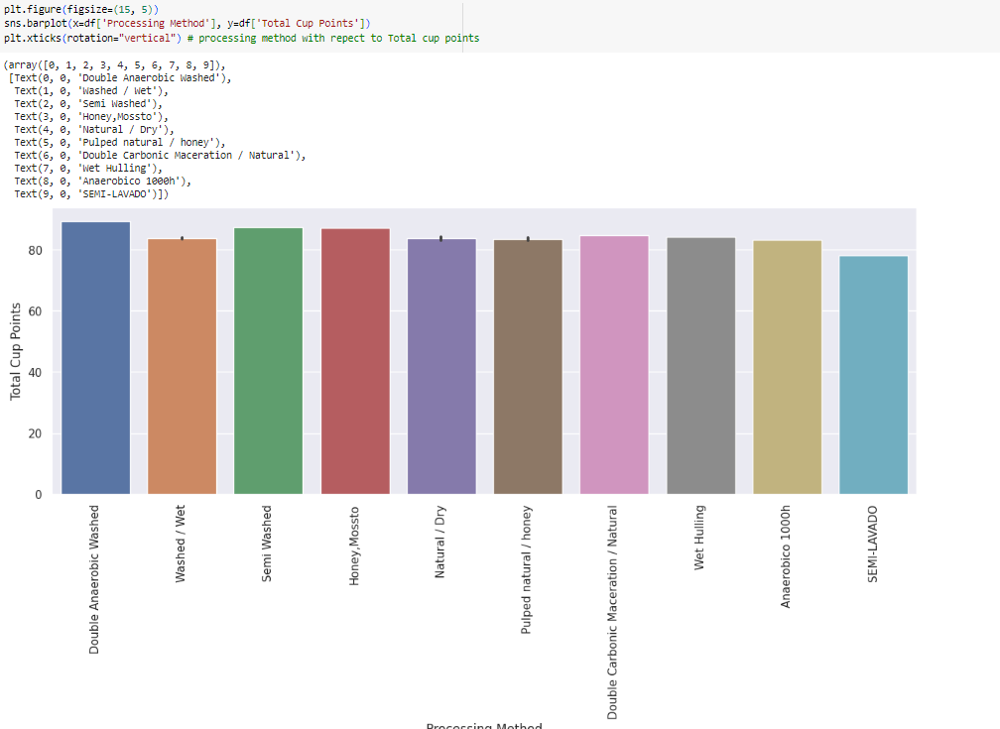 plt.figure(figsize=(15, 5))
sns.barplot(x=df['Processing Method'], y=df['Total Cup Points'])
plt.xticks(rotation="vertical") # processing method with repect to Total cup points
(array([0, 1, 2, 3, 4, 5, 6, 7, 8, 9]),
[Text(0, 0, 'Double Anaerobic Washed'),
Text(1, 0, 'Washed / Wet'),
Text(2, 0, 'Semi Washed'),
Text(3, 0, 'Honey,Mossto'),
Text(4, 0, 'Natural / Dry'),
Text(5, 0, 'Pulped natural / honey'),
Text(6, 0, 'Double Carbonic Maceration / Natural'),
Text(7, 0, 'Wet Hulling'),
Text(8, 0, 'Anaerobico 1000h'),
Text(9, 0, 'SEMI-LAVADO')])
Total Cup Points
80
60
40
20
0
Double Anaerobic Washed
Washed / Wet
Semi Washed
Honey,Mossto
Natural / Dry
Pulped natural / honey
Double Carbonic Maceration / Natural
Wet Hulling
Anaerobico 1000h
SEMI-LAVADO
Processing Method